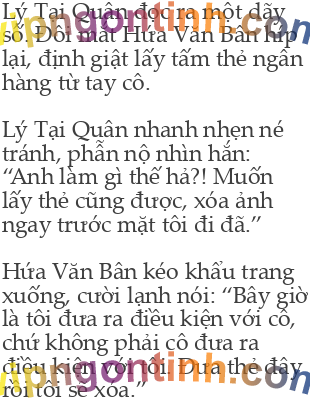 Lý Tại Quân đọc ra một dãy
số. Đôi mắt Hứa Văn Bân híp
lại, định giật lấy tấm thẻ ngân
hàng từ tay cô.
Lý Tại Quân nhanh nhẹn né
tránh, phẫn nộ nhìn hắn:
“Anh làm gì thế hả?! Muốn
lấy thẻ cũng được, xóa ảnh
ngay trước mặt tôi đi đã.”
Hứa Văn Bân kéo khẩu trang
xuống, cười lạnh nói: “Bây giờ
là tôi đưa ra điều kiện với cô,
chứ không phải cô đưa ra
điều kiện với tôi. Đưa thẻ đây
rồi tôi sẽ xóa.”
vipngontinh.com
vipngontinh.com